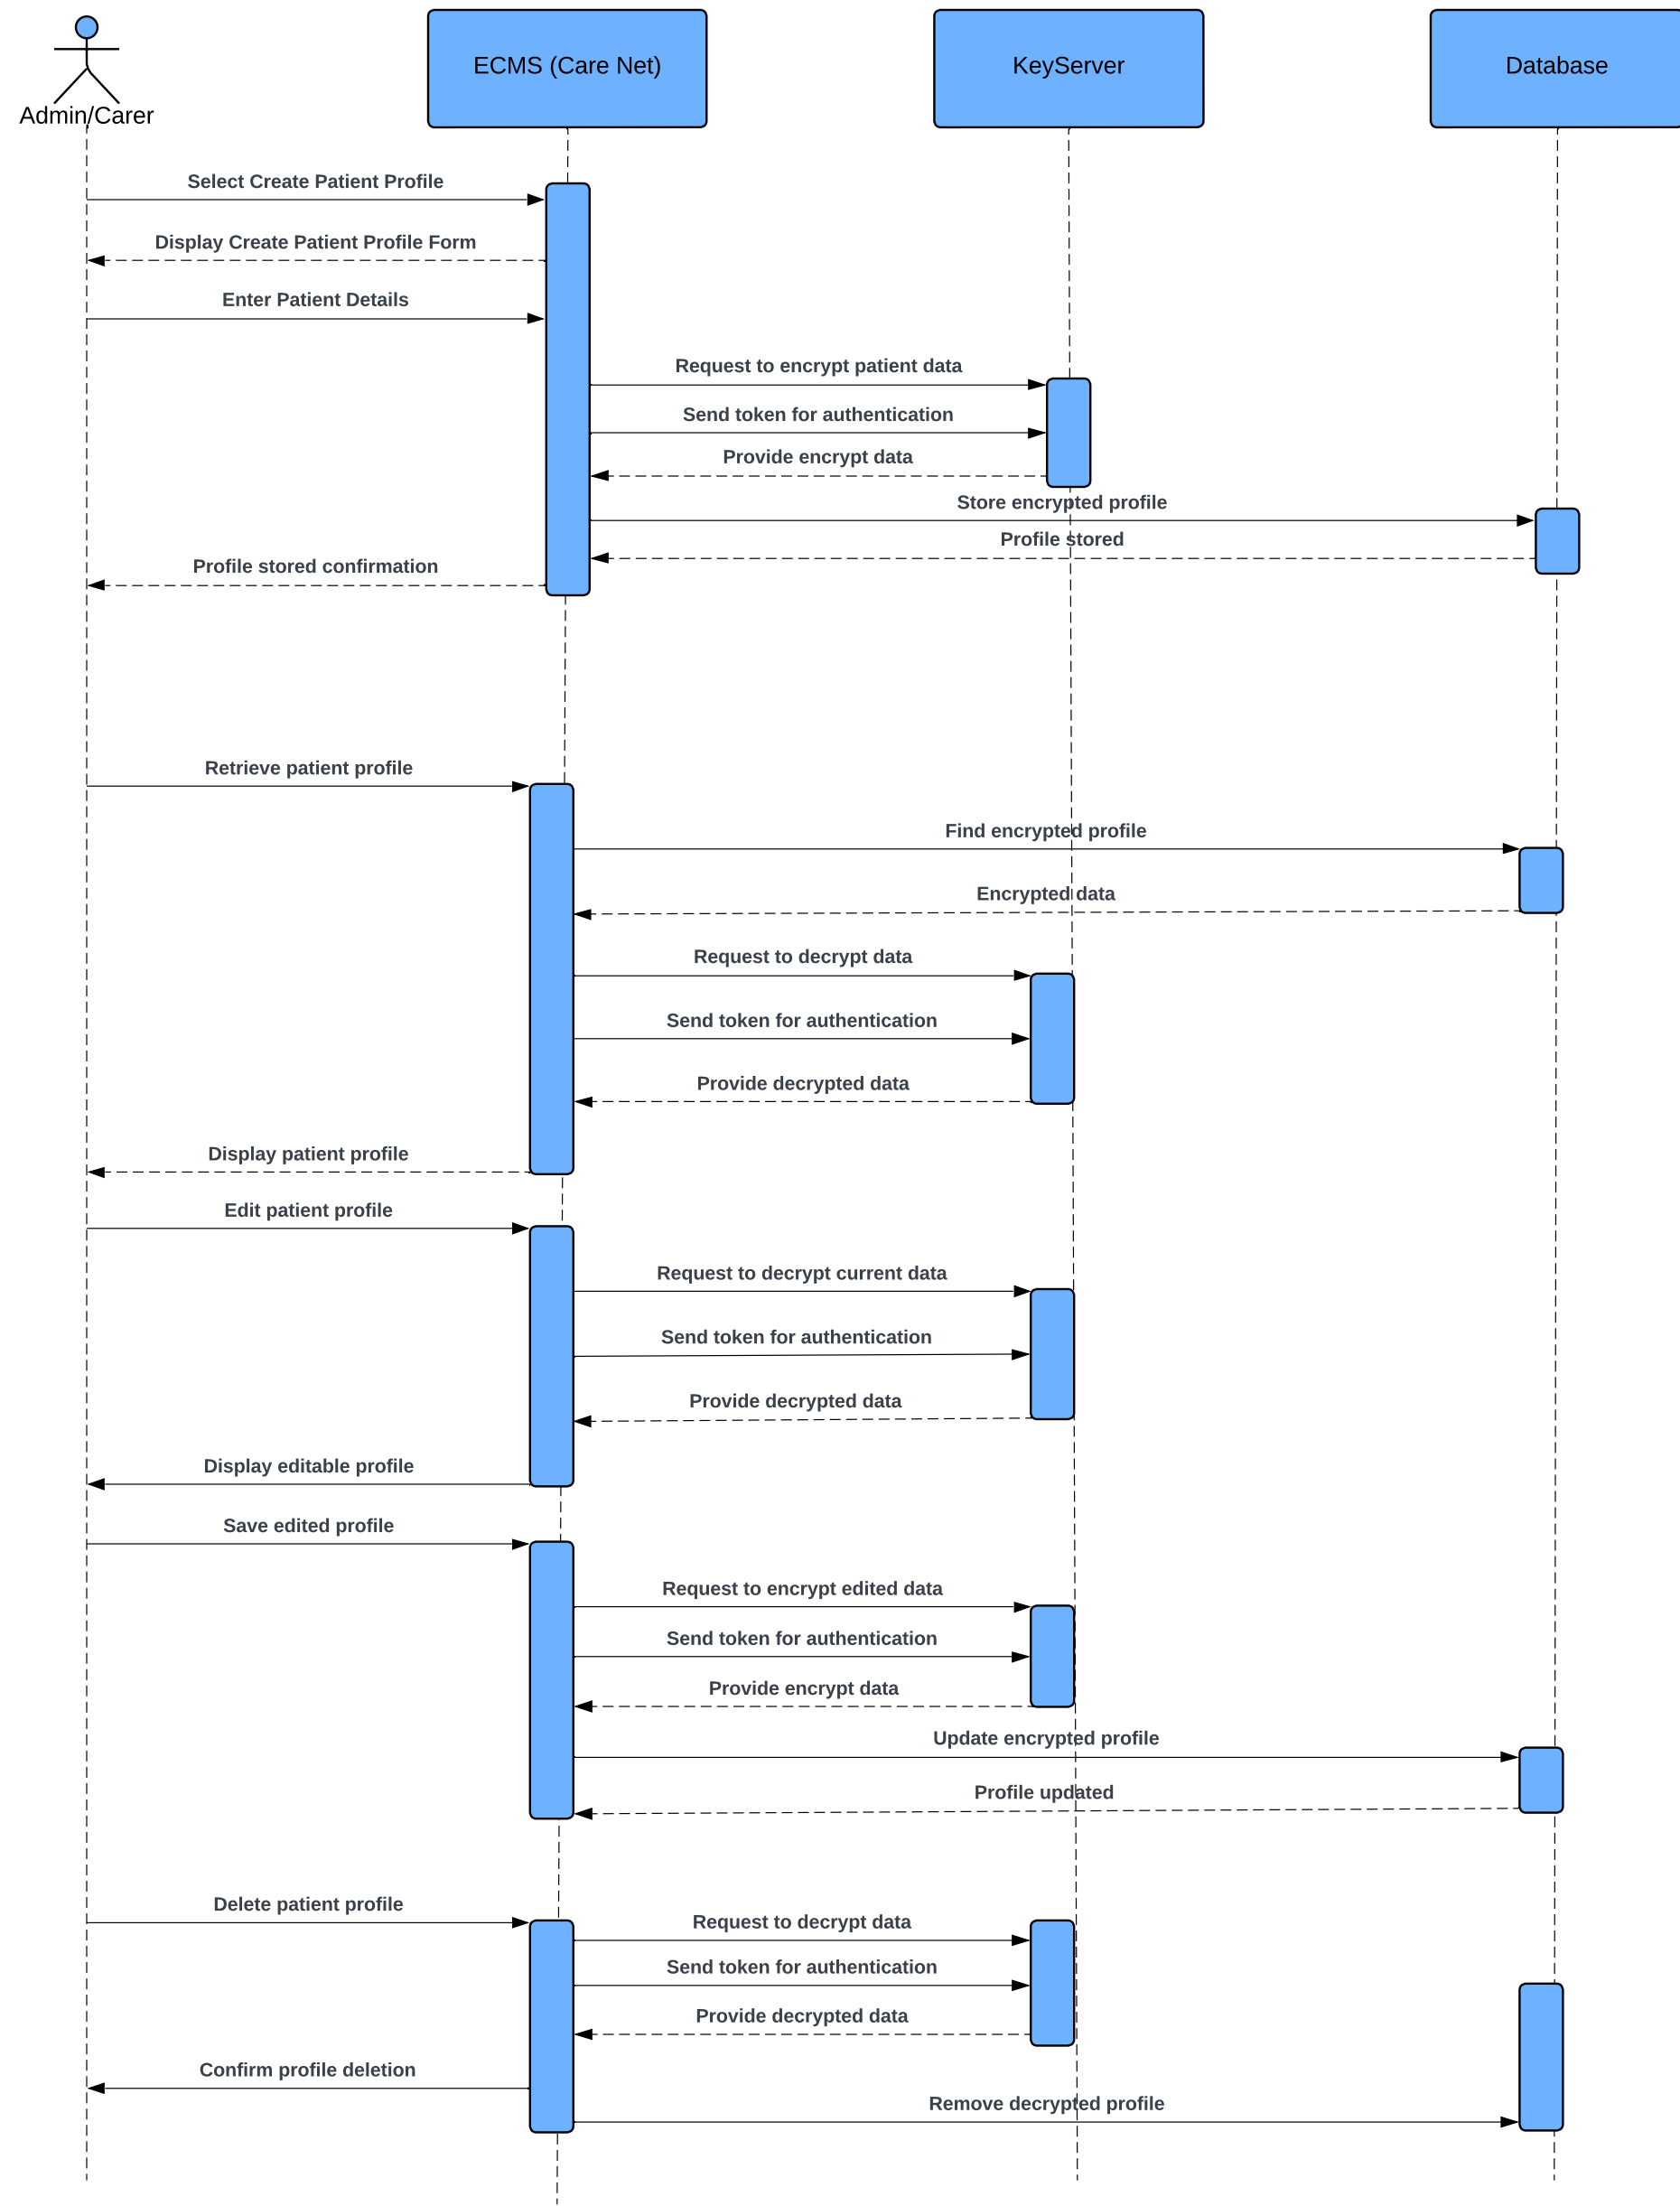 Admin/Carer
ECMS (Care Net)
KeyServer
Database
Select Create Patient Profile
Display Create Patient Profile Form
Enter Patient Details
Request to encrypt patient data
Send token for authentication
Provide encrypt data
Store encrypted profile
Profile stored
Profile stored confirmation
Retrieve patient profile
Find encrypted profile
Encrypted data
Request to decrypt data
Send token for authentication
Provide decrypted data
Display patient profile
Edit patient profile
Request to decrypt current data
Send token for authentication
Provide decrypted data
Display editable profile
Save edited profile
Request to encrypt edited data
Send token for authentication
Provide encrypt data
Update encrypted profile
Profile updated
Delete patient profile
Request to decrypt data
Send token for authentication
Provide decrypted data
Confirm profile deletion
Remove decrypted profile